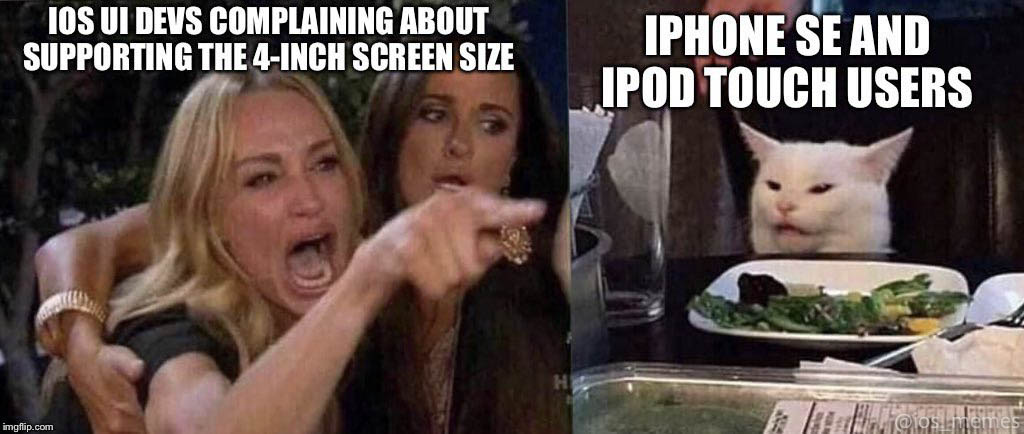 IOS UI DEVS COMPLAINING ABOUT
SUPPORTING THE 4-INCH SCREEN SIZE
IPHONE SE AND
IPOD TOUCH USERS
imgflip.com
@ios_memes